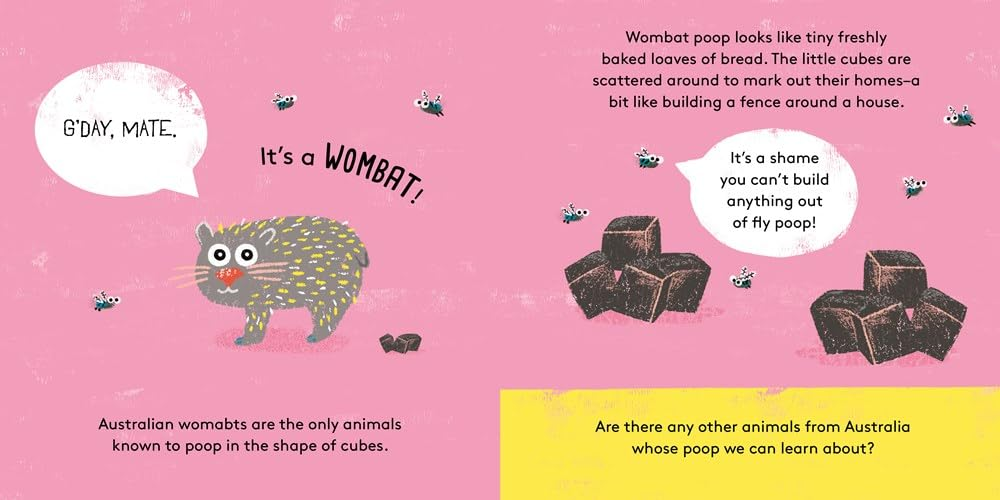 G'DAY, MATE.
It's a WOMBAT!
Australian womabts are the only animals
known to poop in the shape of cubes.
Wombat poop looks like tiny freshly
baked loaves of bread. The little cubes are
scattered around to mark out their homes–a
bit like building a fence around a house.
It's a shame
you can't build
anything out
of fly poop!
Are there any other animals from Australia
whose poop we can learn about?